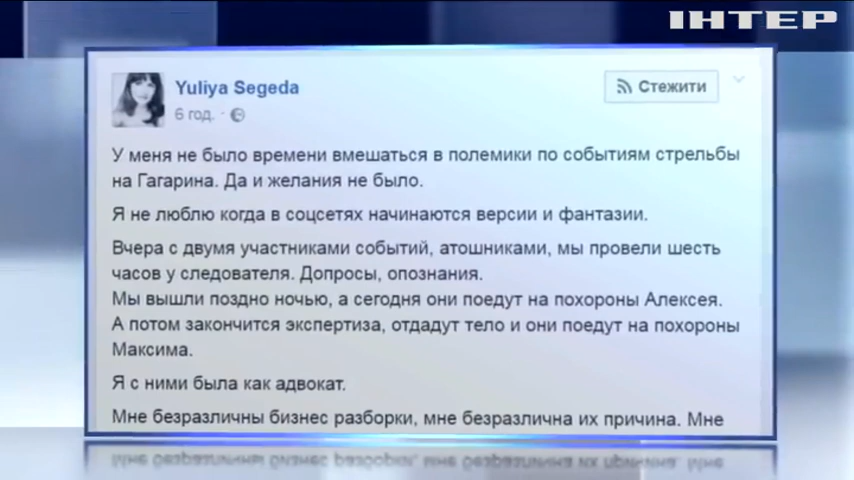 ІНТЕР
Yuliya Segeda
Стежити
6 год. ·
У меня не было времени вмешаться в полемики по событиям стрельбы
на Гагарина. Да и желания не было.
Я не люблю когда в соцсетях начинаются версии и фантазии.
Вчера с двумя участниками событий, атошниками, мы провели шесть
часов у следователя. Допросы, опознания.
Мы вышли поздно ночью, а сегодня они поедут на похороны Алексея.
А потом закончится экспертиза, отдадут тело и они поедут на похороны
Максима.
Я с ними была как адвокат.
Мне безразличны бизнес разборки, мне безразлична их причина. Мне